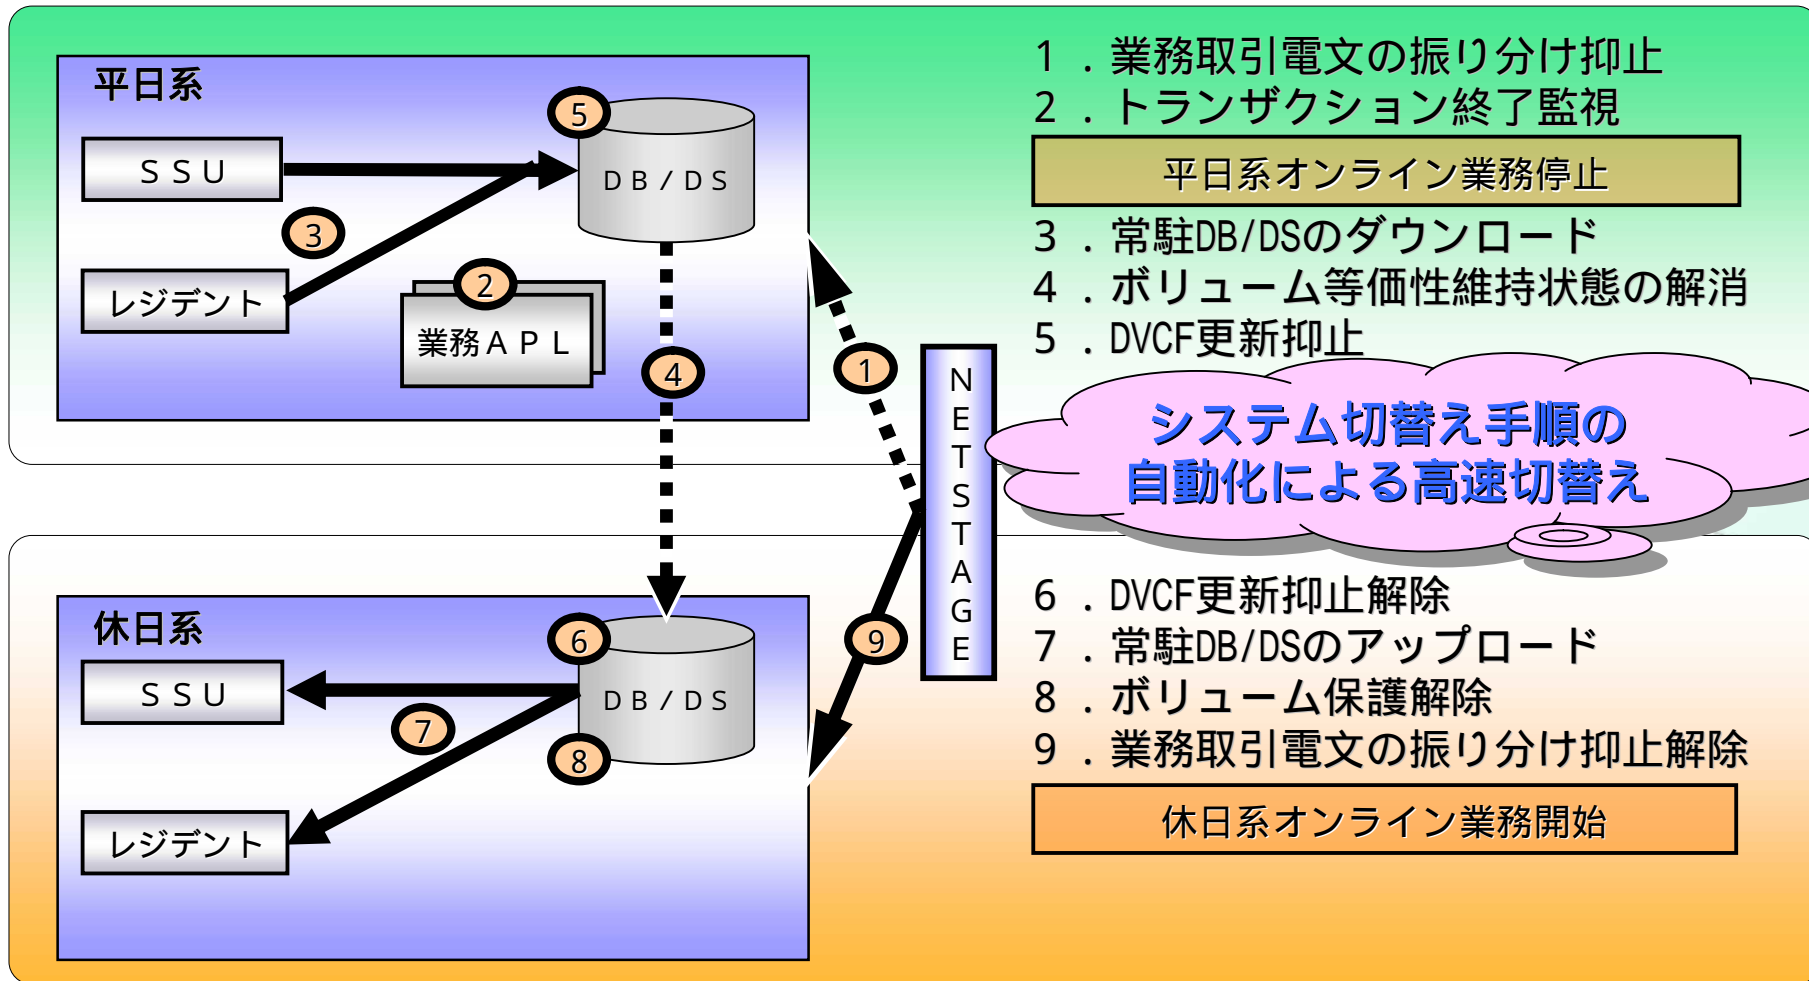 平日系
ＳＳＵ
レジデント
業務ＡＰＬ
ＤＢ／ＤＳ
5
3
2
4
1
NETSTAGE
１．業務取引電文の振り分け抑止
２．トランザクション終了監視
平日系オンライン業務停止
３．常駐DB/DSのダウンロード
４．ボリューム等価性維持状態の解消
５．DVCF更新抑止
システム切替え手順の
自動化による高速切替え
休日系
ＳＳＵ
レジデント
ＤＢ／ＤＳ
6
7
8
9
６．DVCF更新抑止解除
７．常駐DB/DSのアップロード
８．ボリューム保護解除
９．業務取引電文の振り分け抑止解除
休日系オンライン業務開始